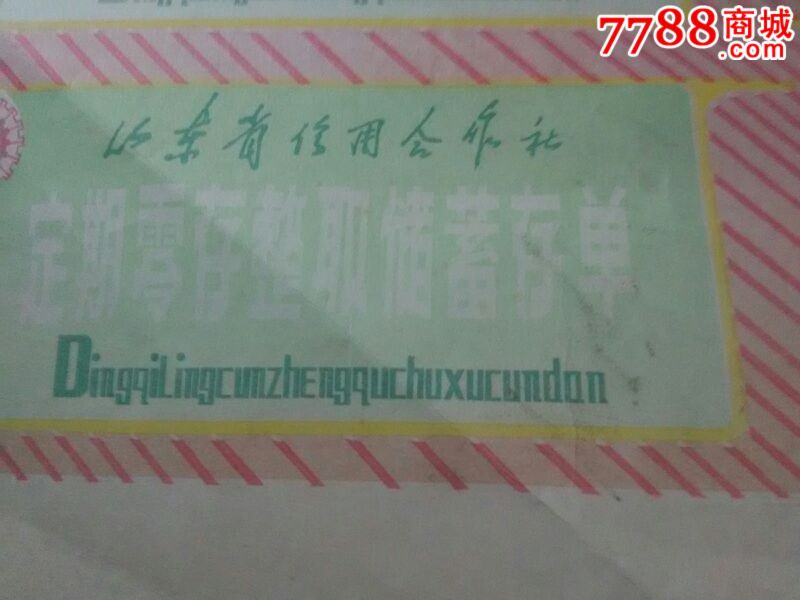 7788商城
.com.cn
山东省信用合作社
定期零存整取储蓄存单
DingqiLingcunzhengquchuxucundan